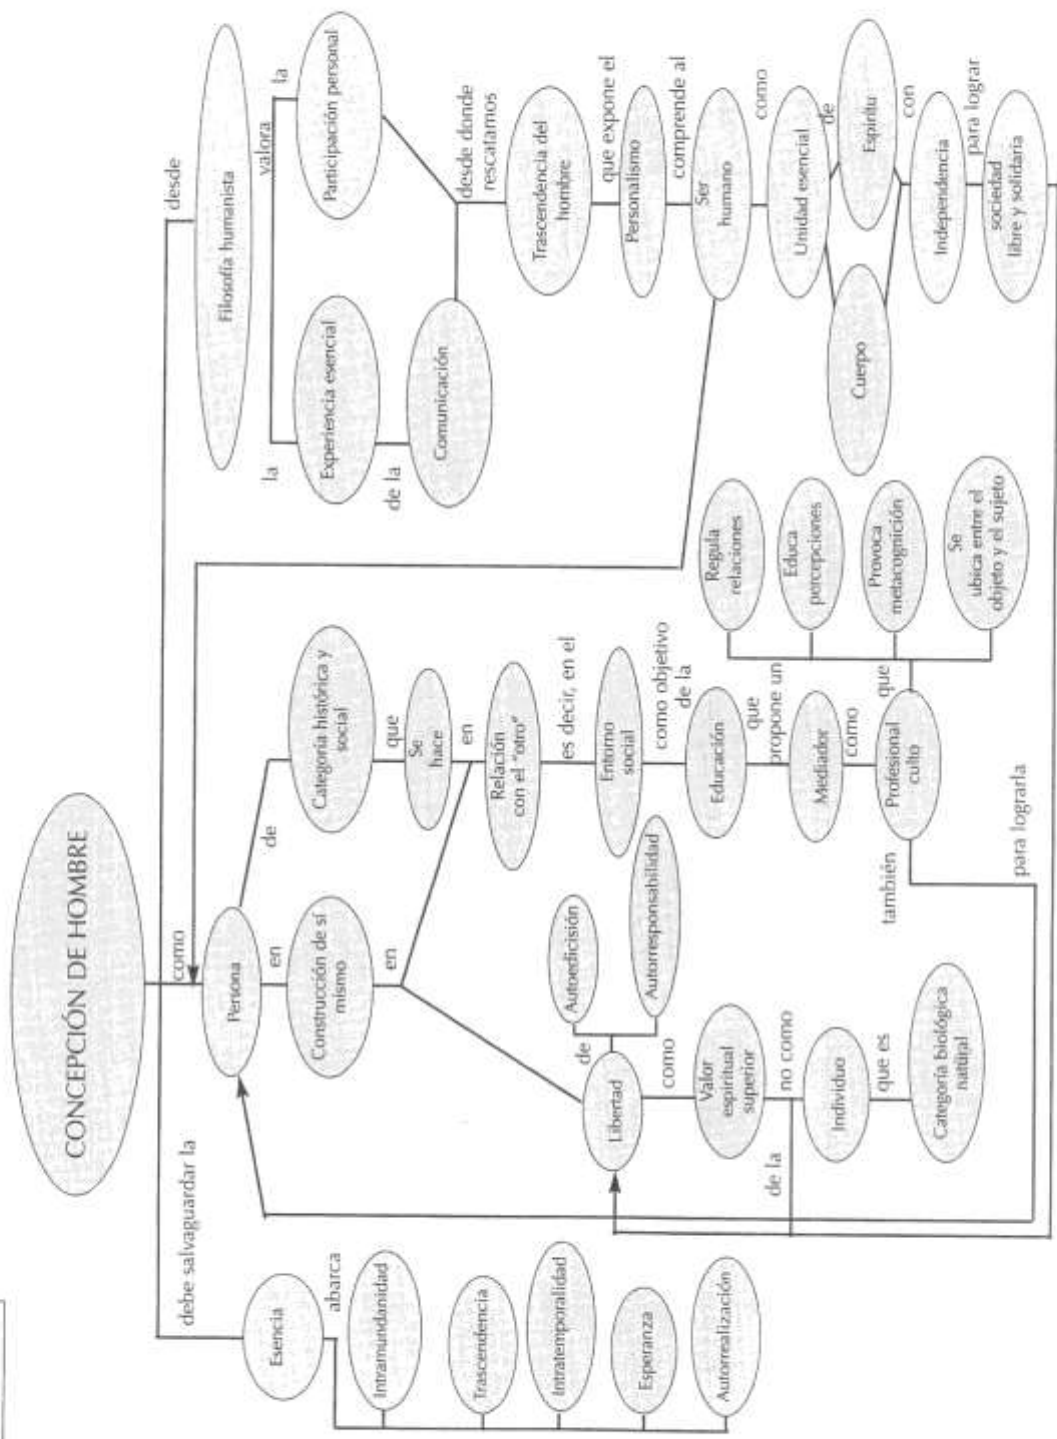 CONCEPCIÓN DE HOMBRE
debe salvaguardar la
como
desde
Esencia
abarca
Intramundanidad
Trascendencia
Intratemporalidad
Esperanza
Autorrealización
Persona
en
de
Construcción de sí
mismo
en
Categoría histórica y
social
que
Se
hace
en
Relación
con el "otro"
es decir, en el
Entorno
social
como objetivo
de la
Educación
que
propone un
Mediador
como
Profesional
culto
también
que
Regula
relaciones
Educa
percepciones
Provoca
metacognición
Se
ubica entre el
objeto y el sujeto
para lograrla
Libertad
de
Autoedicisión
Autorresponsabilidad
como
Valor
espiritual
superior
de la
no como
Individuo
que es
Categoría biológica
natural
Filosofía humanista
valora
la
la
Experiencia esencial
de la
Comunicación
Participación personal
desde donde
rescatamos
Trascendencia del
hombre
que expone el
Personalismo
comprende al
Ser
humano
como
Unidad esencial
de
Cuerpo
Espíritu
con
Independencia
para lograr
sociedad
libre y solidaria